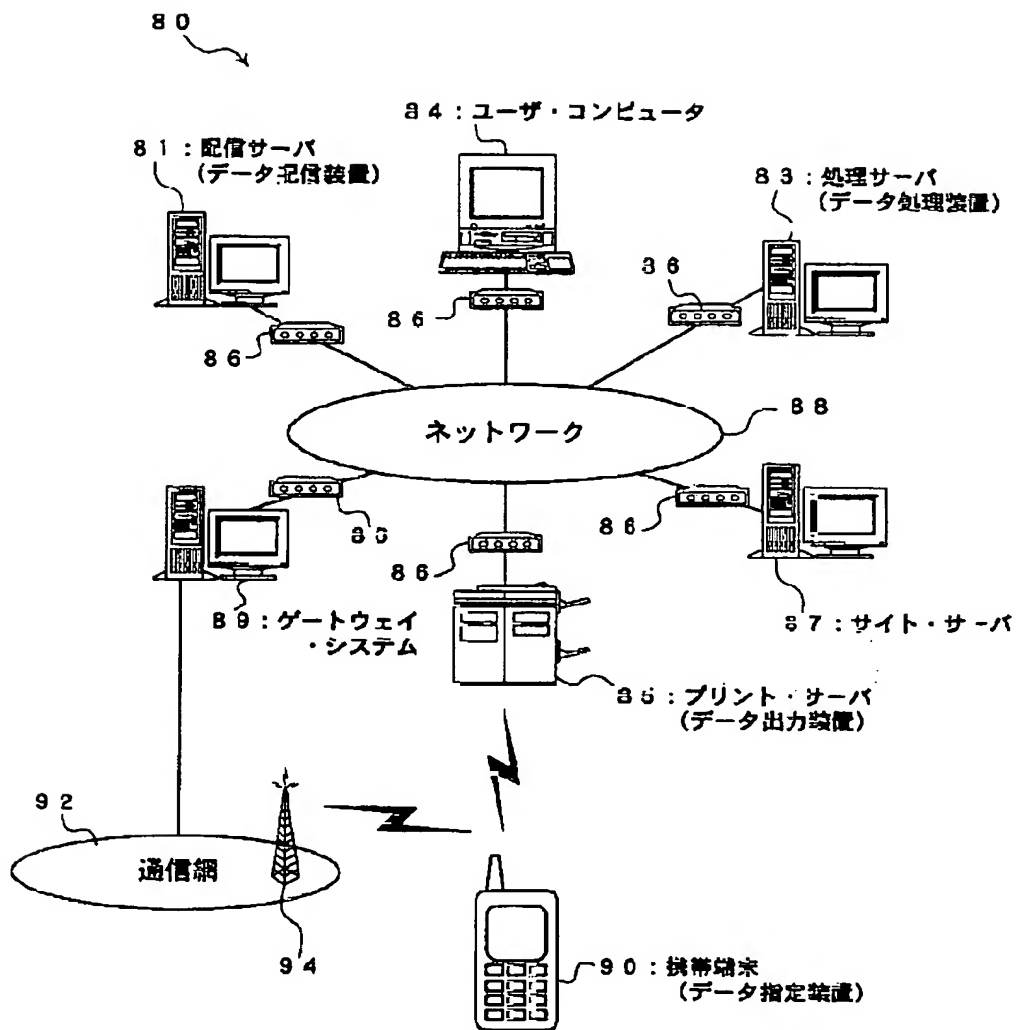 80
84：ユーザ・コンピュータ
81：配信サーバ
（データ配信装置）
83：処理サーバ
（データ処理装置）
86
86
86
ネットワーク
88
86
86
86
89：ゲートウェイ
・システム
87：サイト・サーバ
85：プリント・サーバ
（データ出力装置）
92
通信網
94
90：携帯端末
（データ指定装置）